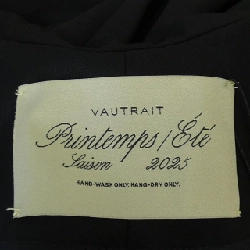 VAUTRAIT
Printemps/Été
Saison 2025
HAND-WASH ONLY. HANG-DRY ONLY.